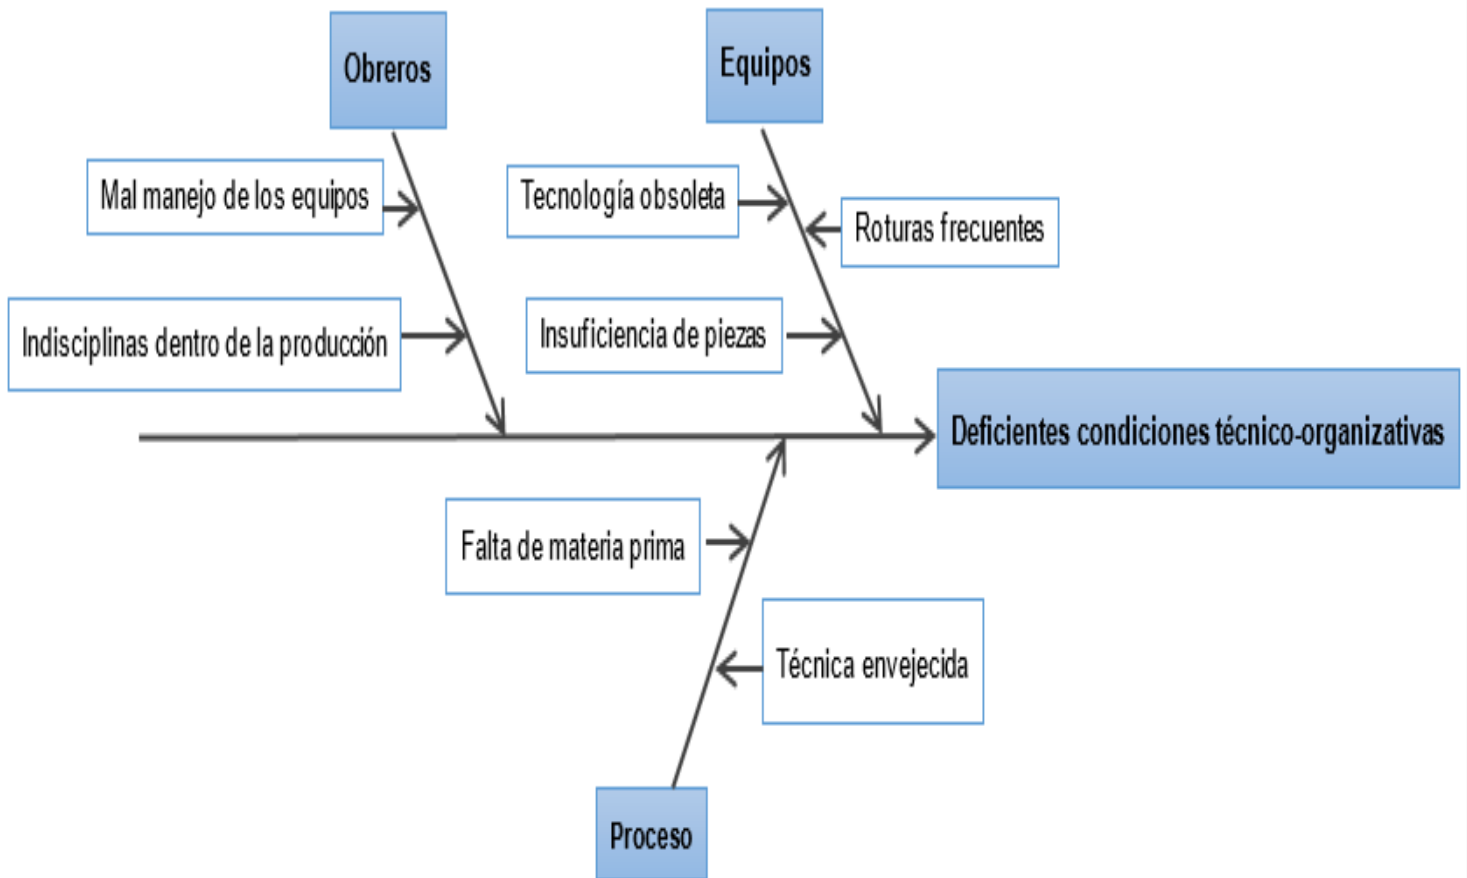 Obreros
Equipos
Mal manejo de los equipos
Tecnología obsoleta
Roturas frecuentes
Indisciplinas dentro de la producción
Insuficiencia de piezas
Deficientes condiciones técnico-organizativas
Falta de materia prima
Técnica envejecida
Proceso